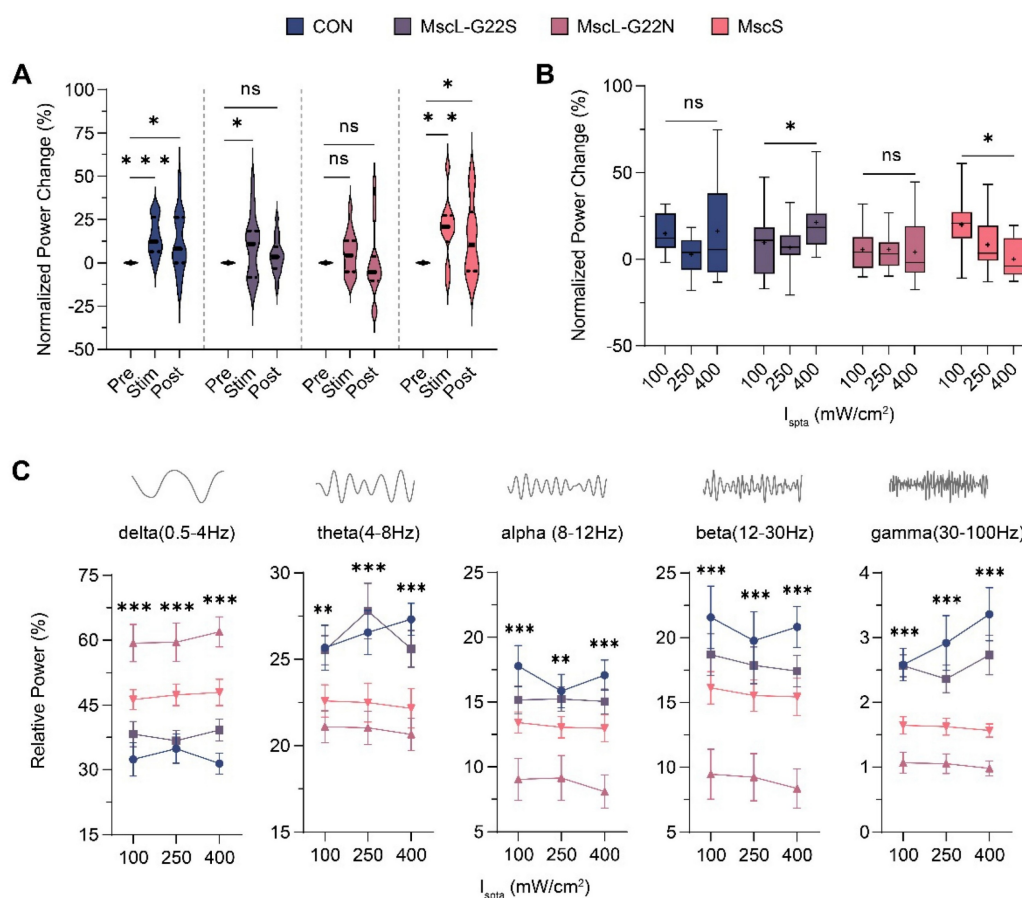 CON MscL-G22S MscL-G22N MscS
A
Normalized Power Change (%)
100
75
50
25
0
-25
-50
* * * *
* ns
ns ns
* * *
Pre Stim Post Pre Stim Post Pre Stim Post Pre Stim Post
B
Normalized Power Change (%)
100
50
0
-50
ns * ns *
100 250 400 100 250 400 100 250 400 100 250 400
Ispta (mW/cm²)
C
delta(0.5-4Hz) theta(4-8Hz) alpha (8-12Hz) beta(12-30Hz) gamma(30-100Hz)
Relative Power (%)
75
60
45
30
15
*** *** ***
100 250 400
30
25
20
15
** *** ***
100 250 400
25
20
15
10
5
*** ** ***
100 250 400
25
20
15
10
5
*** *** ***
100 250 400
4
3
2
1
0
*** *** ***
100 250 400
Ispta (mW/cm²)